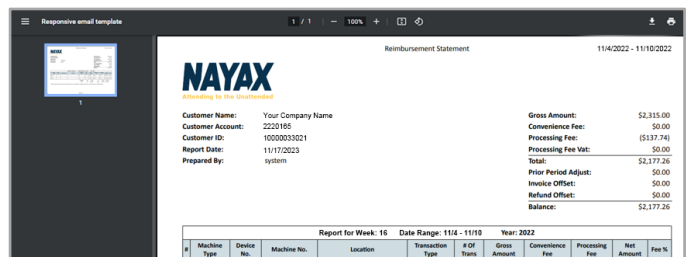 Responsive email template
1 / 1
100%
1
Reimbursement Statement
11/4/2022 - 11/10/2022
NAYAX
Attending to the Unattended
Customer Name: Your Company Name
Customer Account: 2220165
Customer ID: 10000033021
Report Date: 11/17/2023
Prepared By: system
Gross Amount: $2,315.00
Convenience Fee: $0.00
Processing Fee: ($137.74)
Processing Fee Vat: $0.00
Total: $2,177.26
Prior Period Adjust: $0.00
Invoice OffSet: $0.00
Refund Offset: $0.00
Balance: $2,177.26
Report for Week: 16 Date Range: 11/4 - 11/10 Year: 2022
# Machine Type Device No. Machine No. Location Transaction Type # Of Trans Gross Amount Convenience Fee Processing Fee Net Amount Fee %